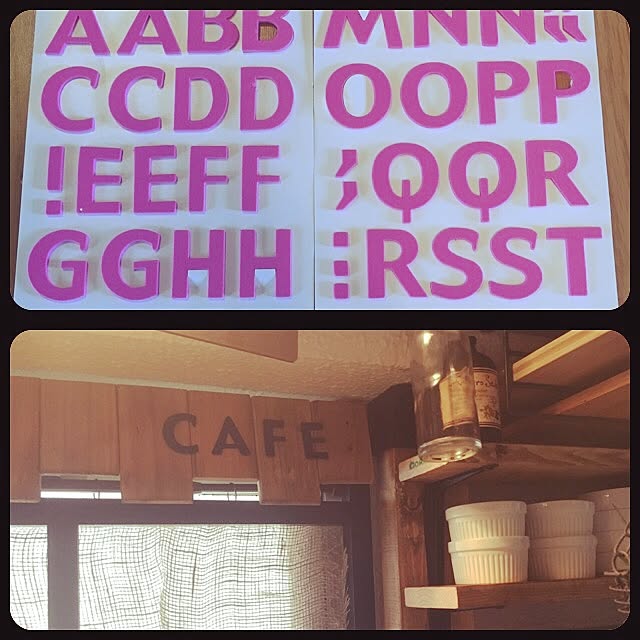 AABB
MNN“
CCDD
OOPP
!EEFF
;QQR
GGHH
:RSST
CAFE